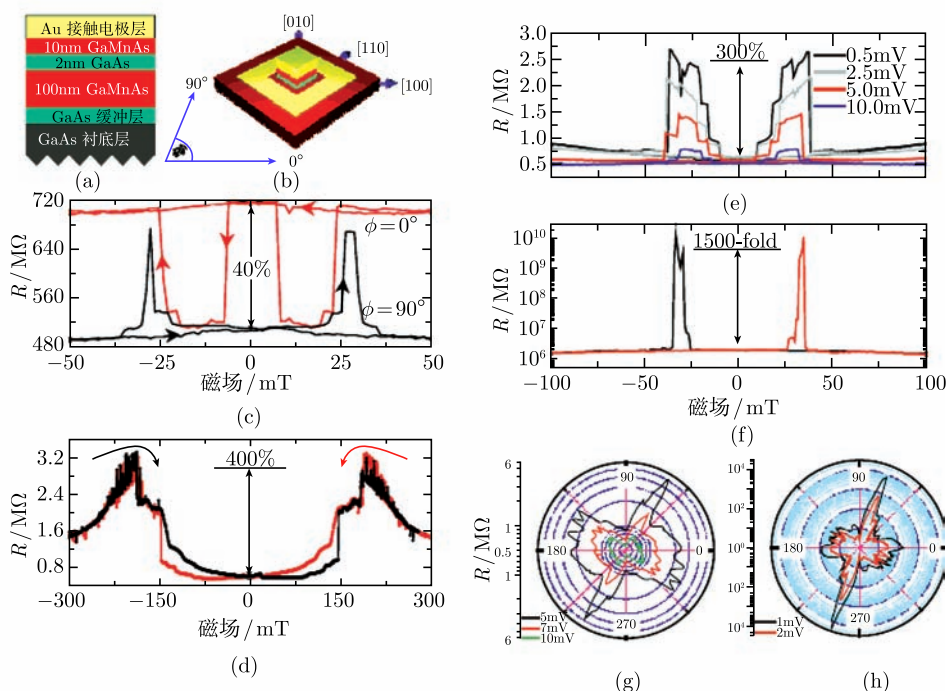 Au 接触电极层
10nm GaMnAs
2nm GaAs
100nm GaMnAs
GaAs 缓冲层
GaAs 衬底层
(a)
[010]
[110]
[100]
90°
0°
(b)
R/MΩ
720
640
560
480
40%
ϕ=0°
ϕ=90°
−50
−25
0
25
50
磁场/mT
(c)
R/MΩ
3.2
2.4
1.6
0.8
400%
−300
−150
0
150
300
磁场/mT
(d)
R/MΩ
3.0
2.5
2.0
1.5
1.0
0.5
300%
0.5mV
2.5mV
5.0mV
10.0mV
(e)
R/MΩ
10¹⁰
10⁹
10⁸
10⁷
10⁶
1500-fold
−100
−50
0
50
100
磁场/mT
(f)
R/MΩ
6
1
0.5
1
6
90
180
0
270
5mV
7mV
10mV
(g)
10⁴
10²
10⁰
10²
10⁴
90
180
0
270
1mV
2mV
(h)